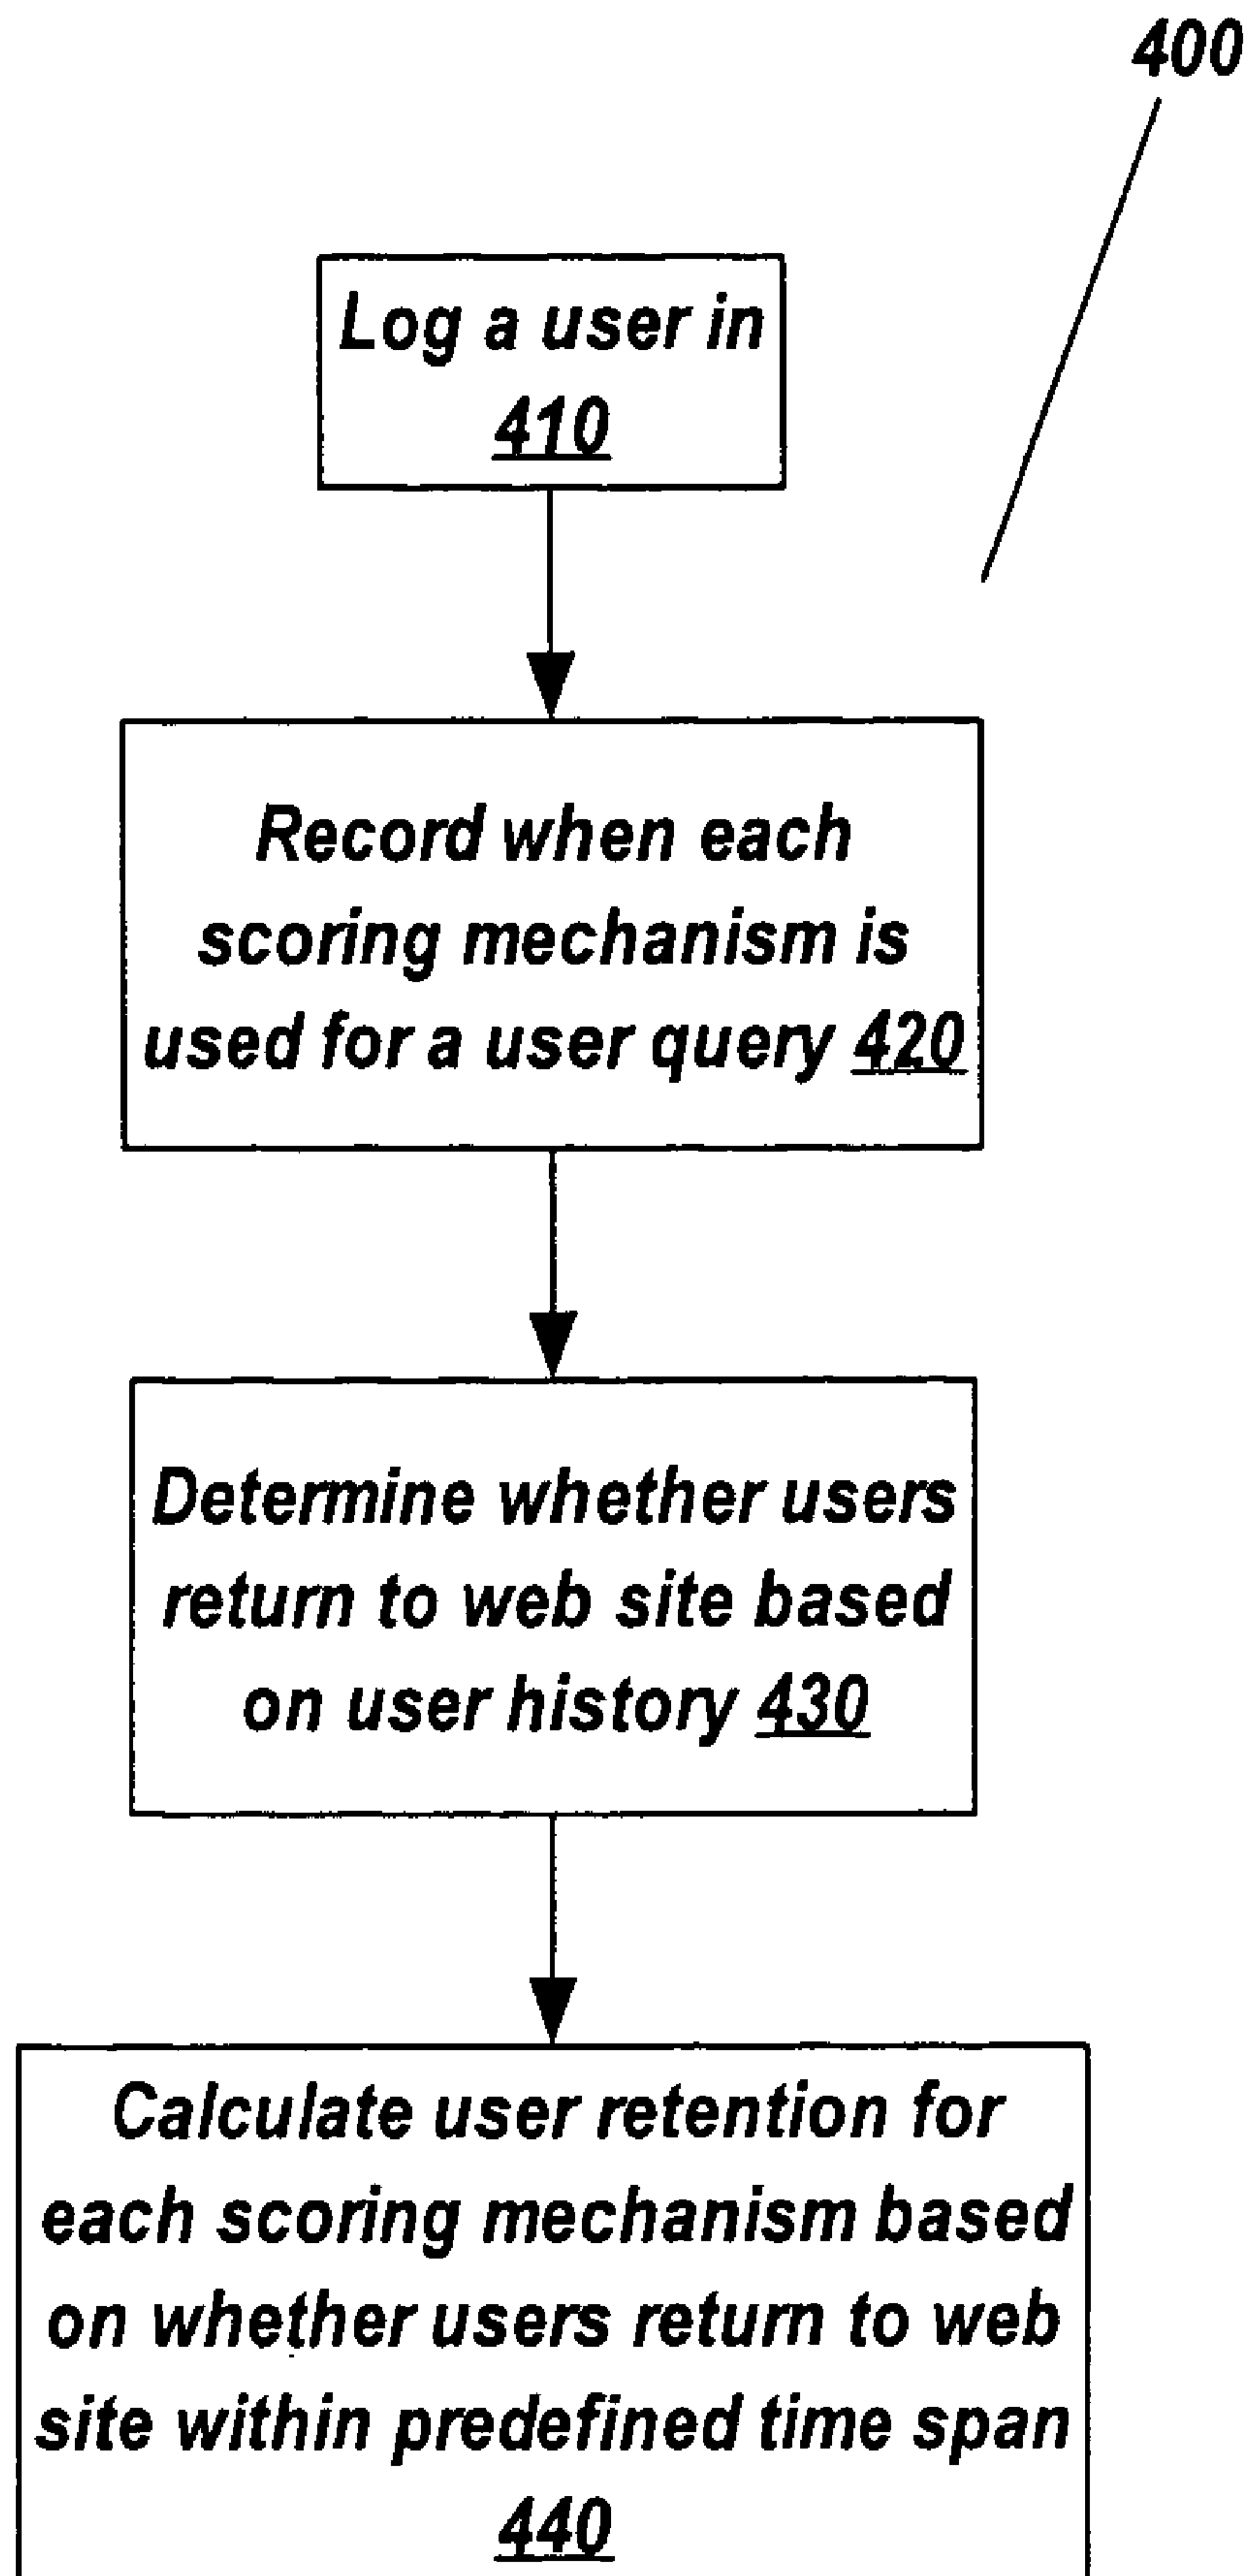 400
Log a user in
410
Record when each
scoring mechanism is
used for a user query 420
Determine whether users
return to web site based
on user history 430
Calculate user retention for
each scoring mechanism based
on whether users return to web
site within predefined time span
440